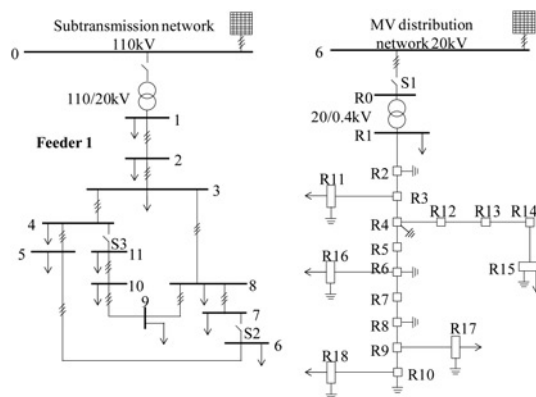 Subtransmission network
110kV
0
110/20kV
1
Feeder 1
2
3
4
S3
5
11
10
8
9
7
S2
6
MV distribution
network 20kV
6
S1
R0
20/0.4kV
R1
R2
R11
R3
R4
R12
R13
R14
R5
R15
R16
R6
R7
R8
R17
R9
R18
R10